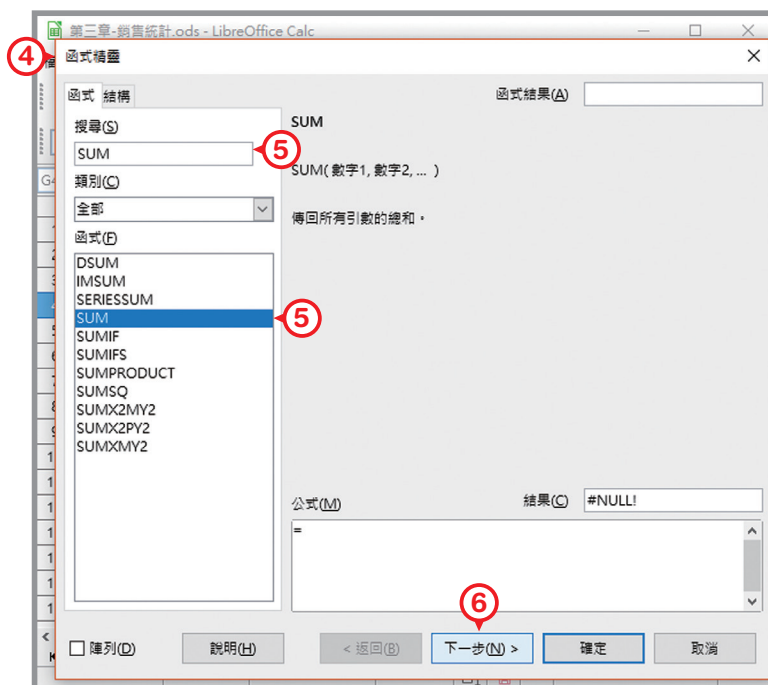 第三章-銷售統計.ods - LibreOffice Calc
④ 函式精靈
函式 結構
函式結果(A)
搜尋(S)
SUM
SUM
⑤
SUM( 數字1, 數字2, ... )
類別(C)
全部
傳回所有引數的總和。
函式(F)
DSUM
IMSUM
SERIESSUM
SUM
⑤
SUMIF
SUMIFS
SUMPRODUCT
SUMSQ
SUMX2MY2
SUMX2PY2
SUMXMY2
公式(M)
結果(C)
#NULL!
=
⑥
陣列(D)
說明(H)
< 返回(B)
下一步(N) >
確定
取消